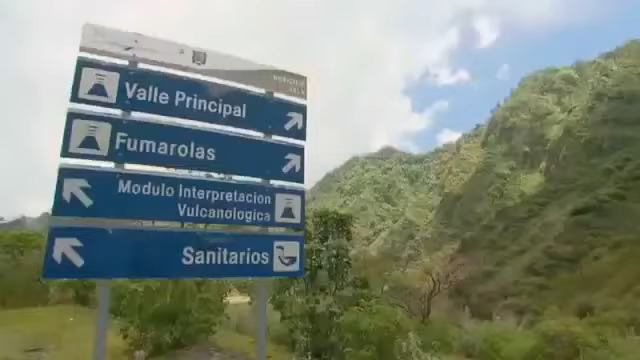 Valle Principal
Fumarolas
Modulo Interpretacion
Vulcanologica
Sanitarios